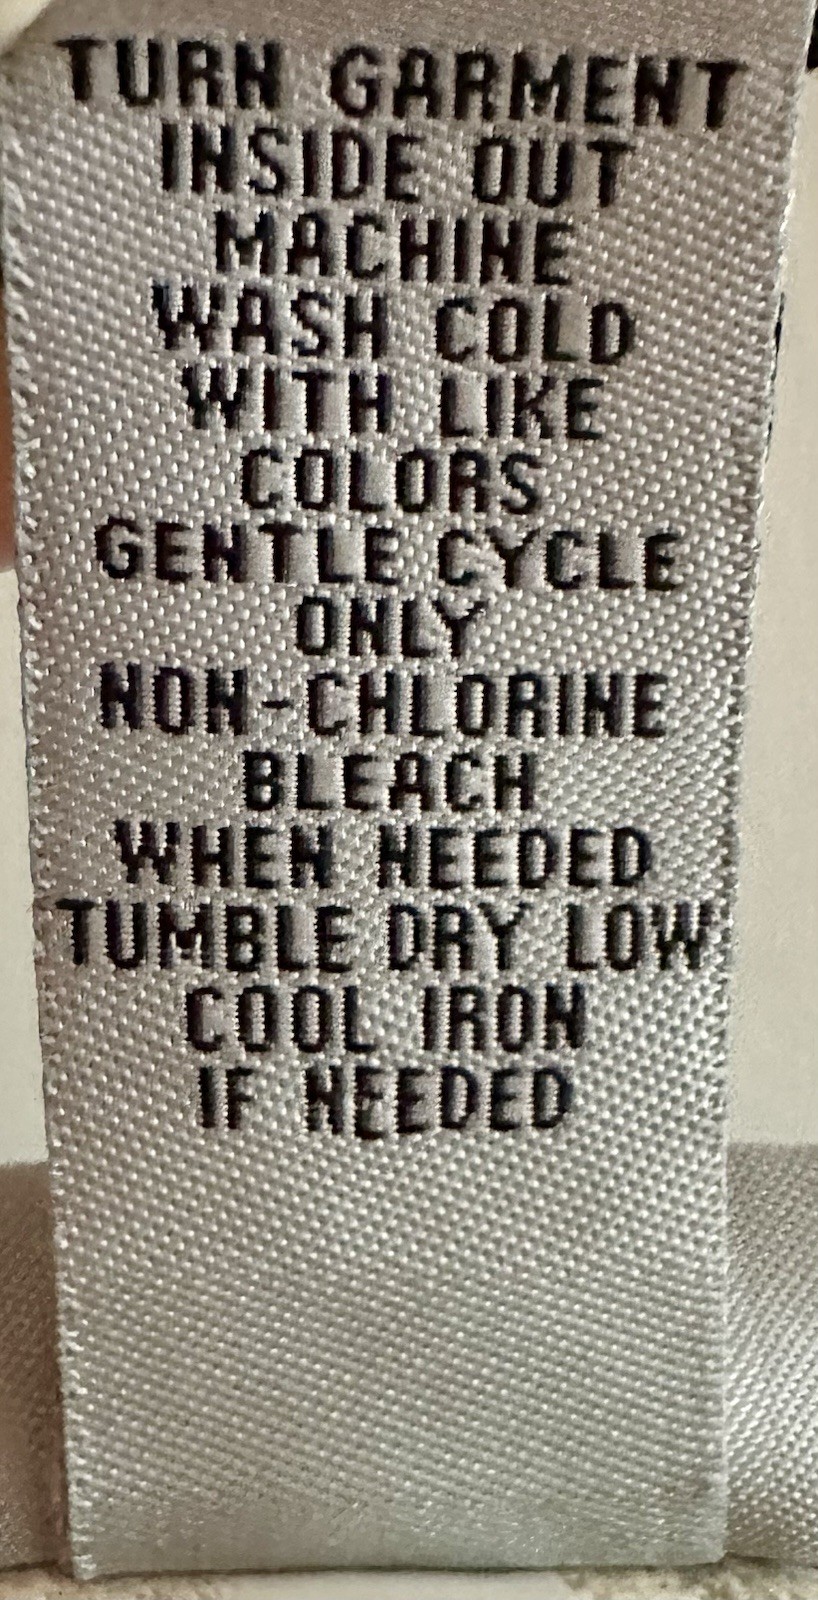 TURN GARMENT
INSIDE OUT
MACHINE
WASH COLD
WITH LIKE
COLORS
GENTLE CYCLE
ONLY
NON-CHLORINE
BLEACH
WHEN NEEDED
TUMBLE DRY LOW
COOL IRON
IF NEEDED